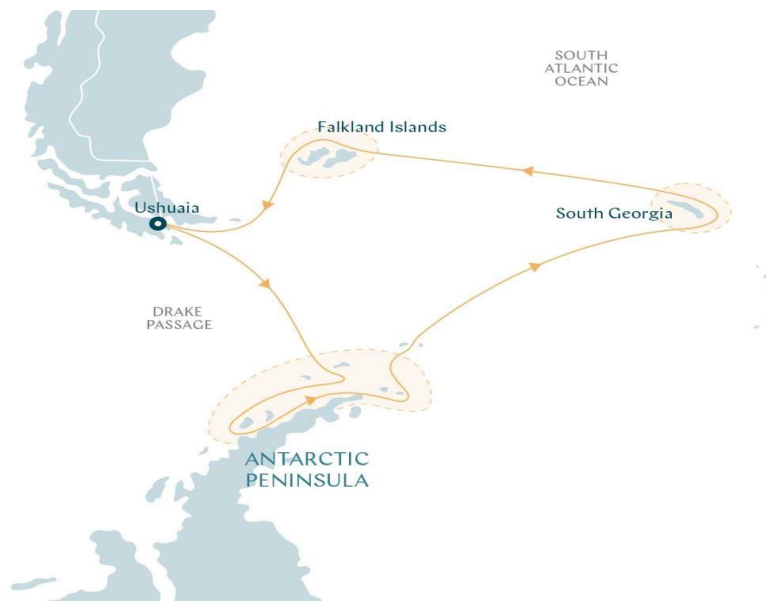 SOUTH
ATLANTIC
OCEAN
Falkland Islands
Ushuaia
South Georgia
DRAKE
PASSAGE
ANTARCTIC
PENINSULA